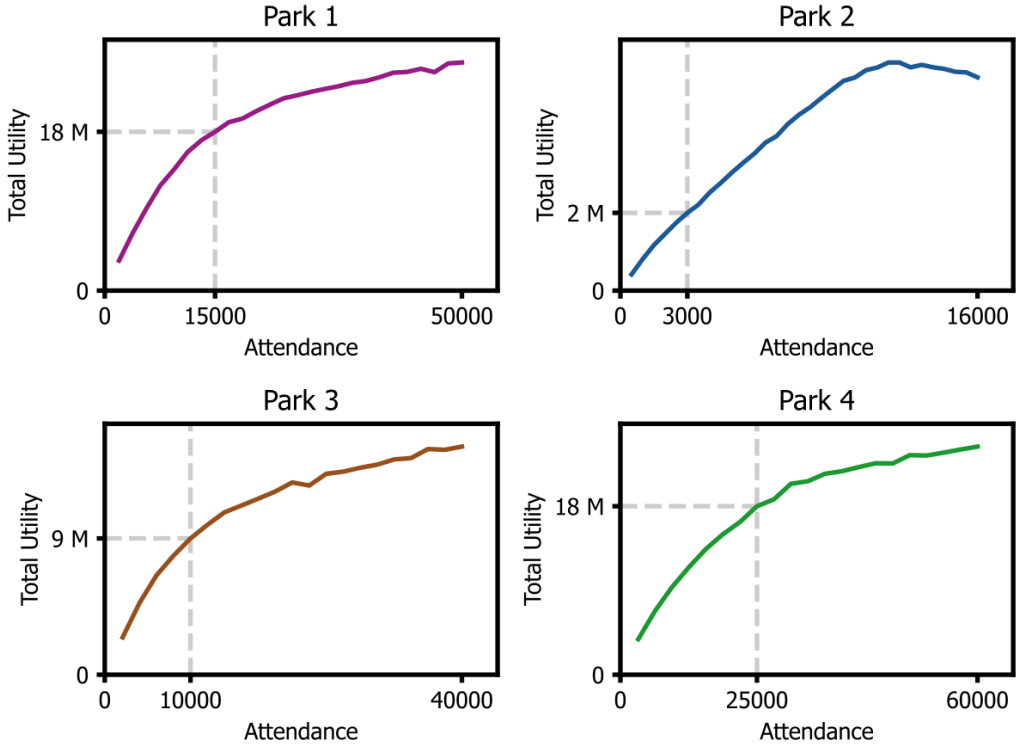 Park 1
Total Utility
18 M
0
0 15000 50000
Attendance
Park 2
Total Utility
2 M
0
0 3000 16000
Attendance
Park 3
Total Utility
9 M
0
0 10000 40000
Attendance
Park 4
Total Utility
18 M
0
0 25000 60000
Attendance